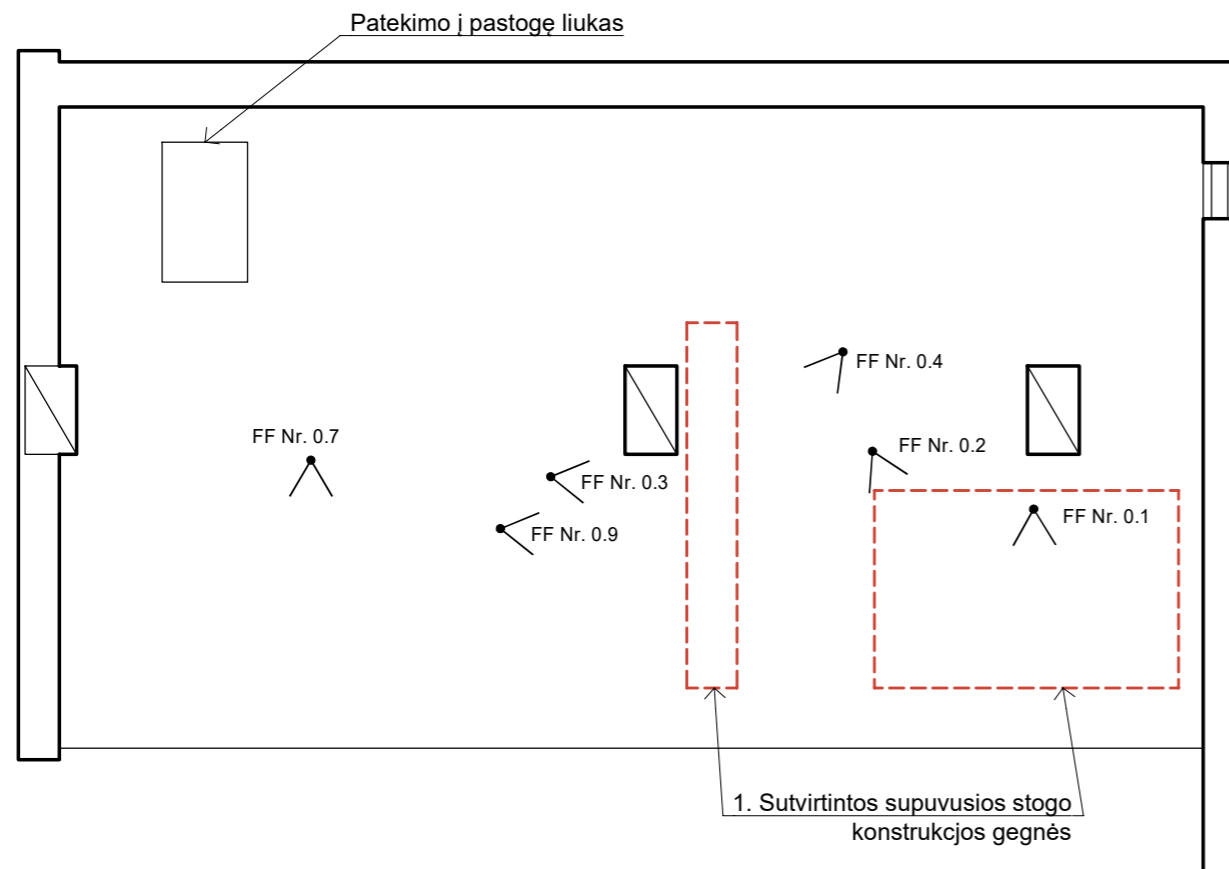 Patekimo į pastogę liukas
FF Nr. 0.4
FF Nr. 0.7
FF Nr. 0.2
FF Nr. 0.3
FF Nr. 0.1
FF Nr. 0.9
1. Sutvirtintos supuvusios stogo
konstrukcjos gegnės